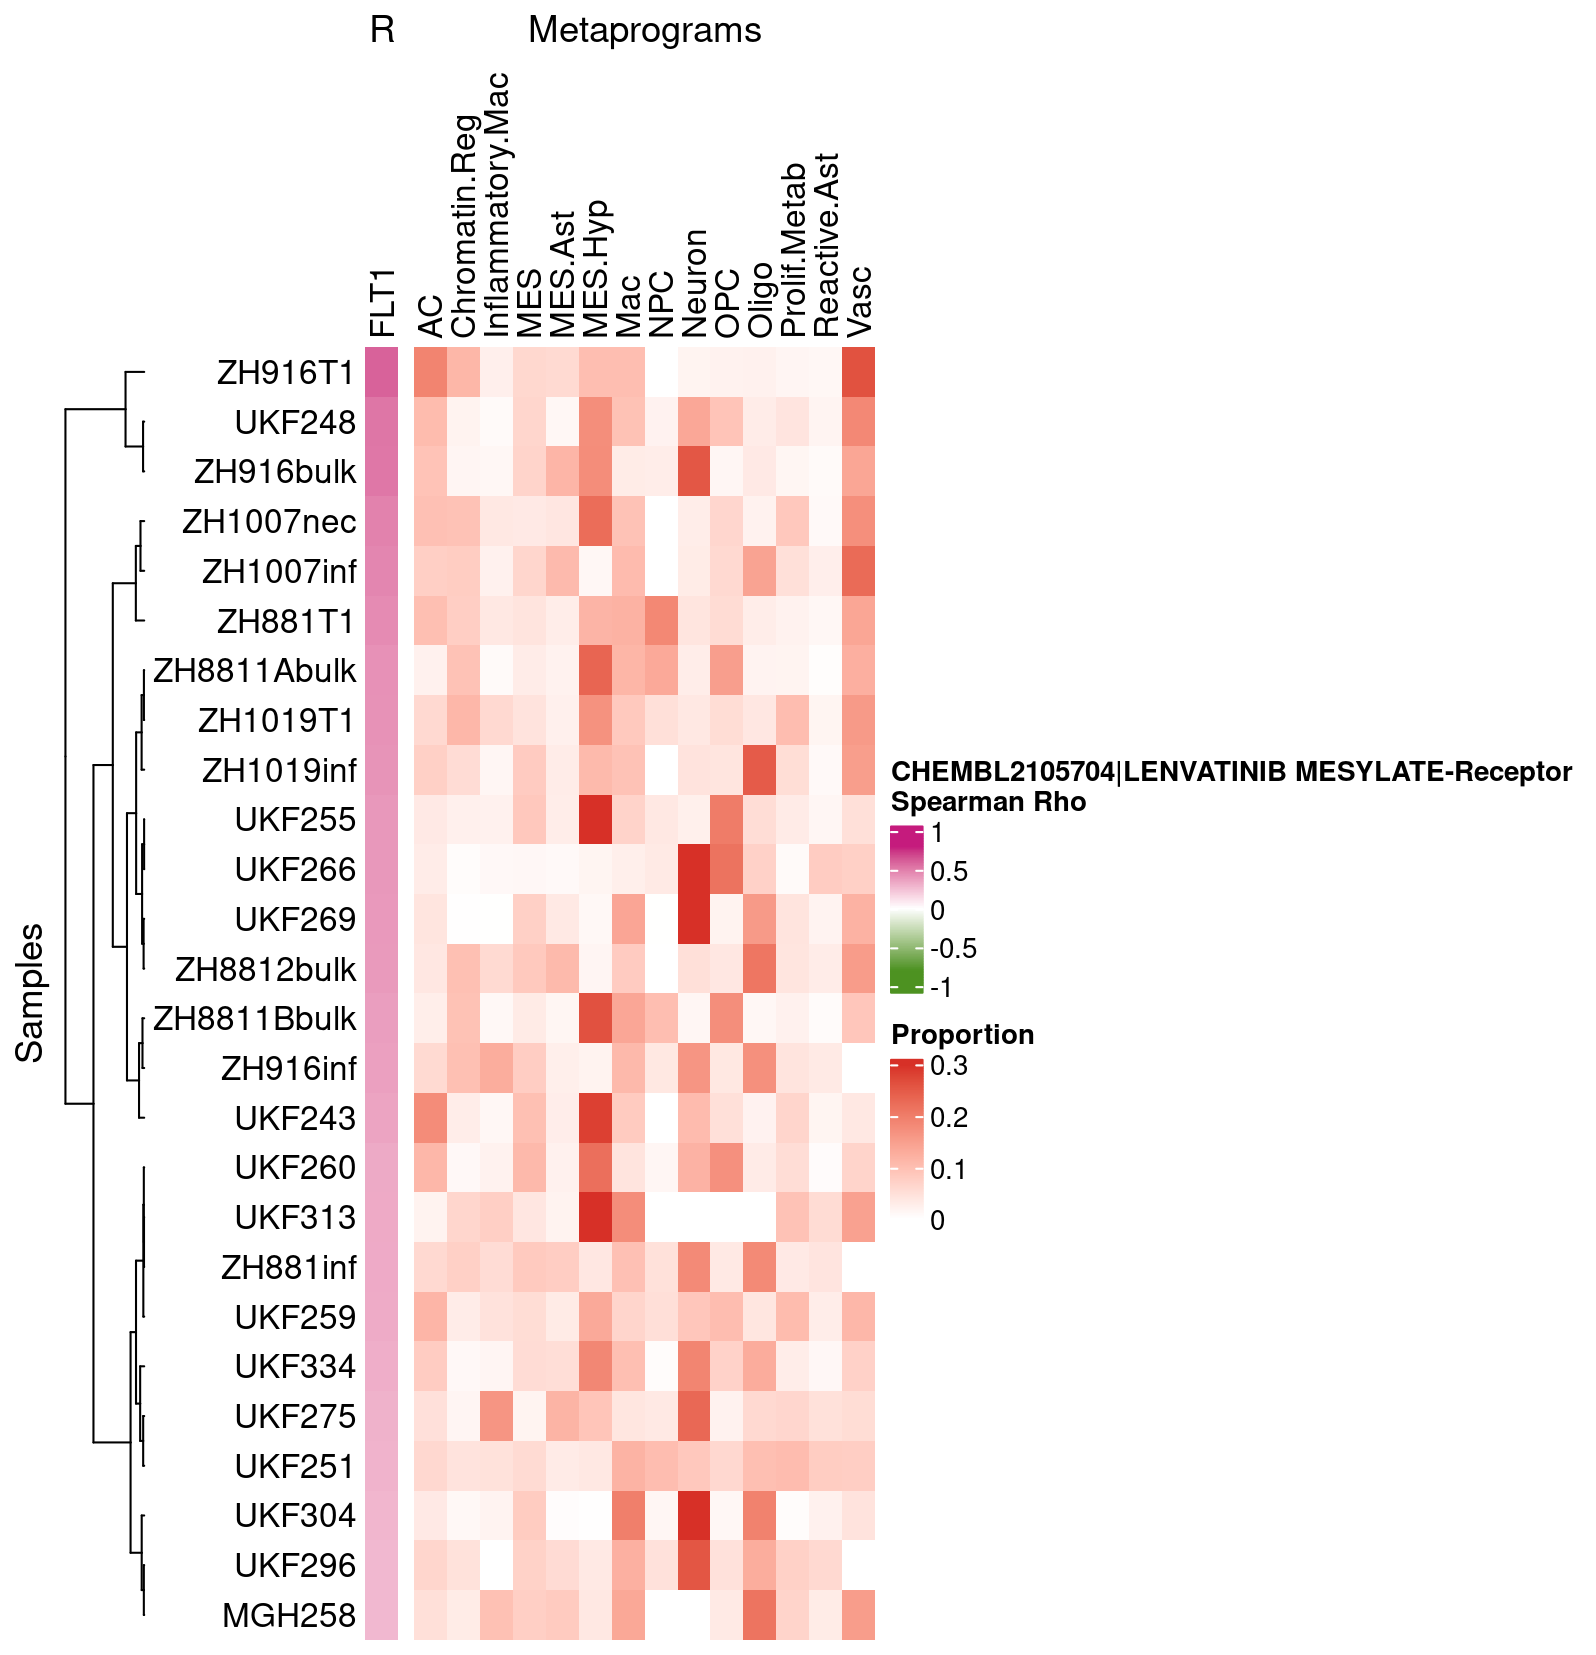 R Metaprograms
FLT1
AC
Chromatin.Reg
Inflammatory.Mac
MES
MES.Ast
MES.Hyp
Mac
NPC
Neuron
OPC
Oligo
Prolif.Metab
Reactive.Ast
Vasc
Samples
ZH916T1
UKF248
ZH916bulk
ZH1007nec
ZH1007inf
ZH881T1
ZH8811Abulk
ZH1019T1
ZH1019inf
UKF255
UKF266
UKF269
ZH8812bulk
ZH8811Bbulk
ZH916inf
UKF243
UKF260
UKF313
ZH881inf
UKF259
UKF334
UKF275
UKF251
UKF304
UKF296
MGH258
CHEMBL2105704|LENVATINIB MESYLATE-Receptor
Spearman Rho
1
0.5
0
-0.5
-1
Proportion
0.3
0.2
0.1
0